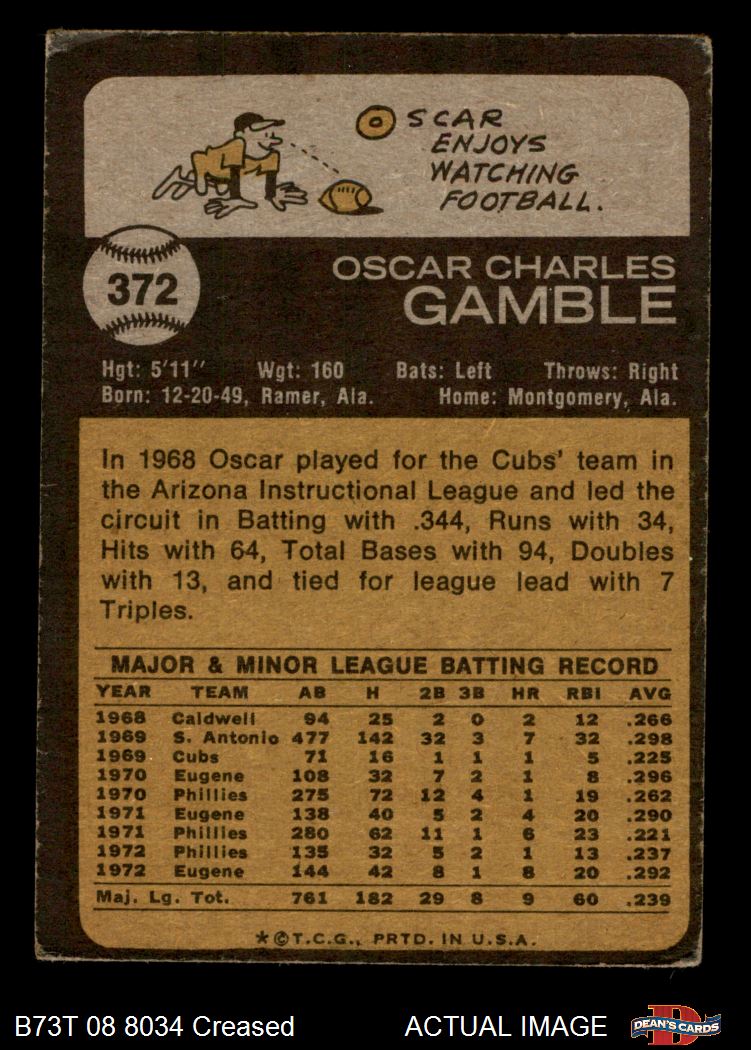 OSCAR
ENJOYS
WATCHING
FOOTBALL.
372
OSCAR CHARLES
GAMBLE
Hgt: 5'11" Wgt: 160 Bats: Left Throws: Right
Born: 12-20-49, Ramer, Ala. Home: Montgomery, Ala.
In 1968 Oscar played for the Cubs' team in
the Arizona Instructional League and led the
circuit in Batting with .344, Runs with 34,
Hits with 64, Total Bases with 94, Doubles
with 13, and tied for league lead with 7
Triples.
MAJOR & MINOR LEAGUE BATTING RECORD
YEAR TEAM AB H 2B 3B HR RBI AVG
1968 Caldwell 94 25 2 0 2 12 .266
1969 S. Antonio 477 142 32 3 7 32 .298
1969 Cubs 71 16 1 1 1 5 .225
1970 Eugene 108 32 7 2 1 8 .296
1970 Phillies 275 72 12 4 1 19 .262
1971 Eugene 138 40 5 2 4 20 .290
1971 Phillies 280 62 11 1 6 23 .221
1972 Phillies 135 32 5 2 1 13 .237
1972 Eugene 144 42 8 1 8 20 .292
Maj. Lg. Tot. 761 182 29 8 9 60 .239
*©T.C.G., PRTD. IN U.S.A.
B73T 08 8034 Creased ACTUAL IMAGE D DEAN'S CARDS